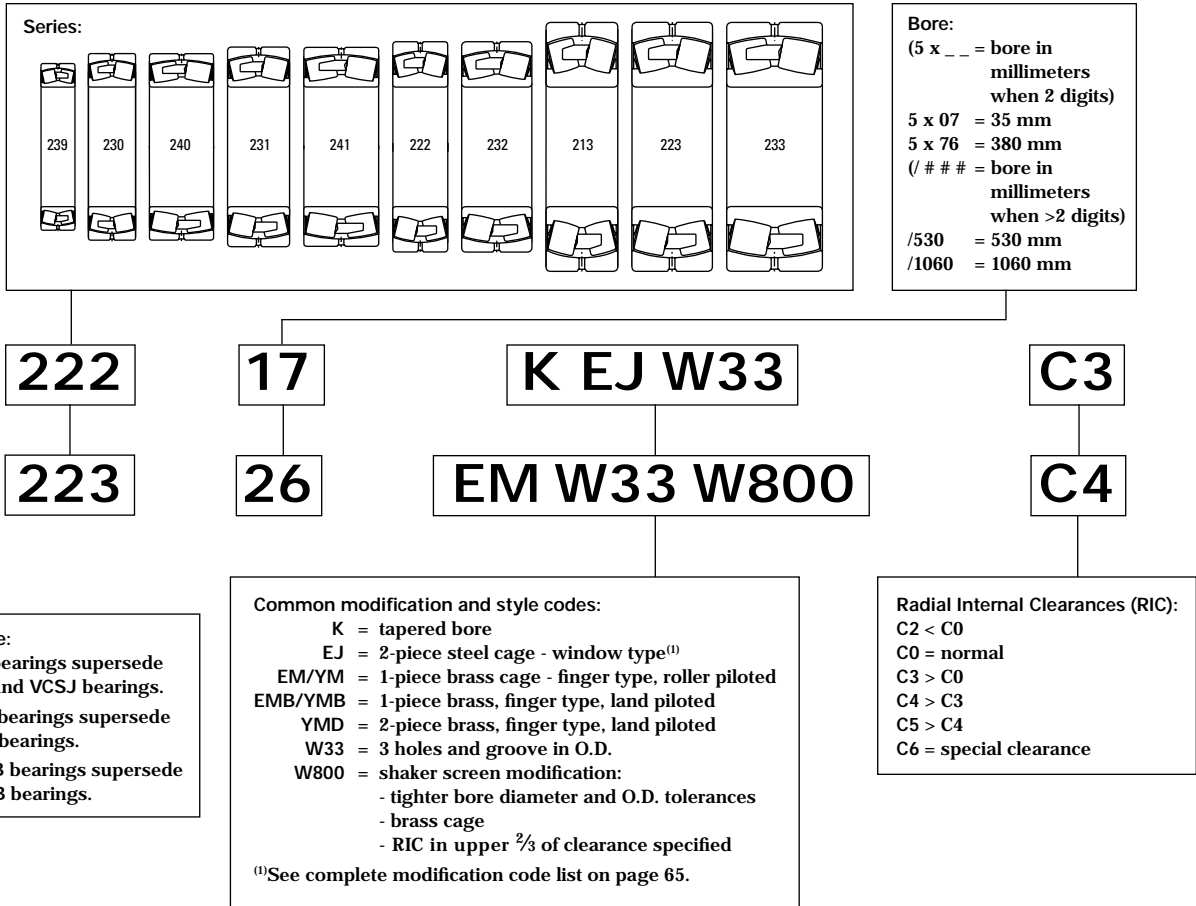 Series:
239
230
240
231
241
222
232
213
223
233
Bore:
(5 x _ _ = bore in
millimeters
when 2 digits)
5 x 07 = 35 mm
5 x 76 = 380 mm
(/ # # # = bore in
millimeters
when >2 digits)
/530 = 530 mm
/1060 = 1060 mm
222
17
K EJ W33
C3
223
26
EM W33 W800
C4
e:
bearings supersede
nd VCSJ bearings.
bearings supersede
bearings.
B bearings supersede
B bearings.
Common modification and style codes:
K = tapered bore
EJ = 2-piece steel cage - window type(1)
EM/YM = 1-piece brass cage - finger type, roller piloted
EMB/YMB = 1-piece brass, finger type, land piloted
YMD = 2-piece brass, finger type, land piloted
W33 = 3 holes and groove in O.D.
W800 = shaker screen modification:
- tighter bore diameter and O.D. tolerances
- brass cage
- RIC in upper 2/3 of clearance specified
(1)See complete modification code list on page 65.
Radial Internal Clearances (RIC):
C2 < C0
C0 = normal
C3 > C0
C4 > C3
C5 > C4
C6 = special clearance